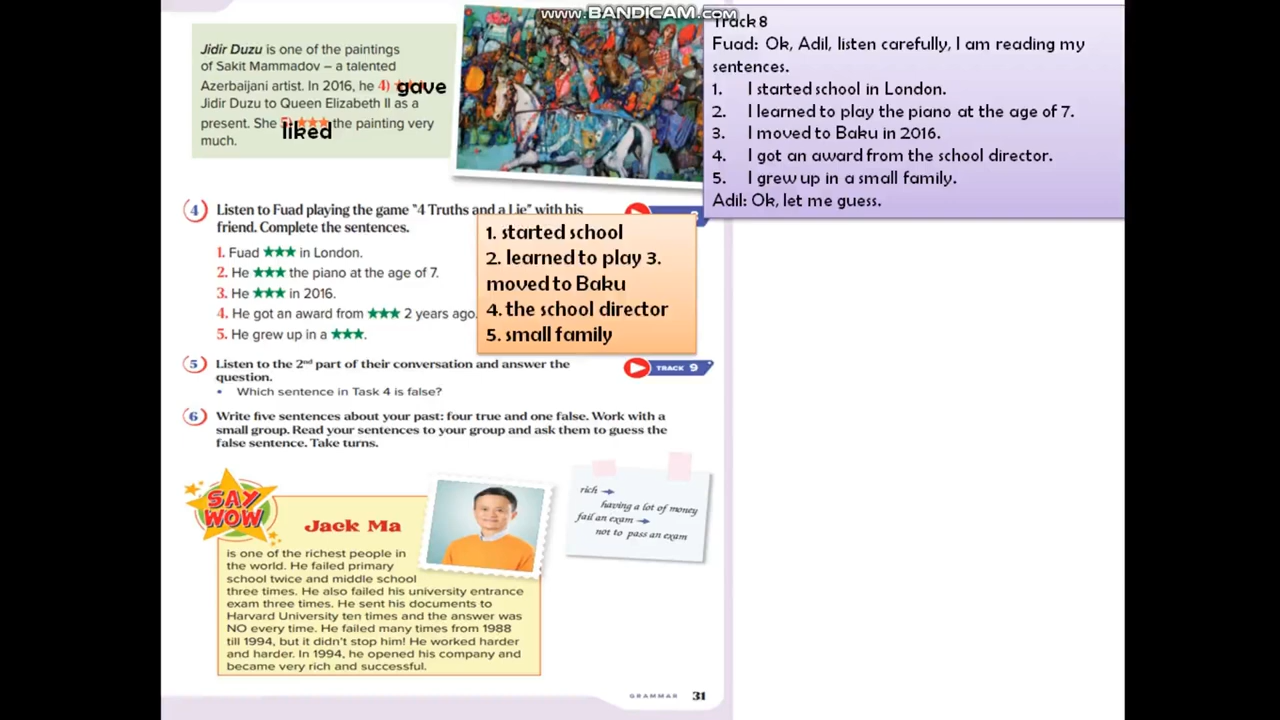 www.BANDICAM.com
Jidir Duzu is one of the paintings
of Sakit Mammadov – a talented
Azerbaijani artist. In 2016, he 4) gave
Jidir Duzu to Queen Elizabeth II as a
present. She 5) ★★★ the painting very
liked
much.
Track 8
Fuad: Ok, Adil, listen carefully, I am reading my
sentences.
1. I started school in London.
2. I learned to play the piano at the age of 7.
3. I moved to Baku in 2016.
4. I got an award from the school director.
5. I grew up in a small family.
Adil: Ok, let me guess.
4 Listen to Fuad playing the game "4 Truths and a Lie" with his
friend. Complete the sentences.
1. Fuad ★★★ in London.
2. He ★★★ the piano at the age of 7.
3. He ★★★ in 2016.
4. He got an award from ★★★ 2 years ago.
5. He grew up in a ★★★.
1. started school
2. learned to play 3.
moved to Baku
4. the school director
5. small family
5 Listen to the 2nd part of their conversation and answer the
question.
TRACK 9
• Which sentence in Task 4 is false?
6 Write five sentences about your past: four true and one false. Work with a
small group. Read your sentences to your group and ask them to guess the
false sentence. Take turns.
SAY
WOW
Jack Ma
is one of the richest people in
the world. He failed primary
school twice and middle school
three times. He also failed his university entrance
exam three times. He sent his documents to
Harvard University ten times and the answer was
NO every time. He failed many times from 1988
till 1994, but it didn't stop him! He worked harder
and harder. In 1994, he opened his company and
became very rich and successful.
rich →
having a lot of money
fail an exam →
not to pass an exam
GRAMMAR 31